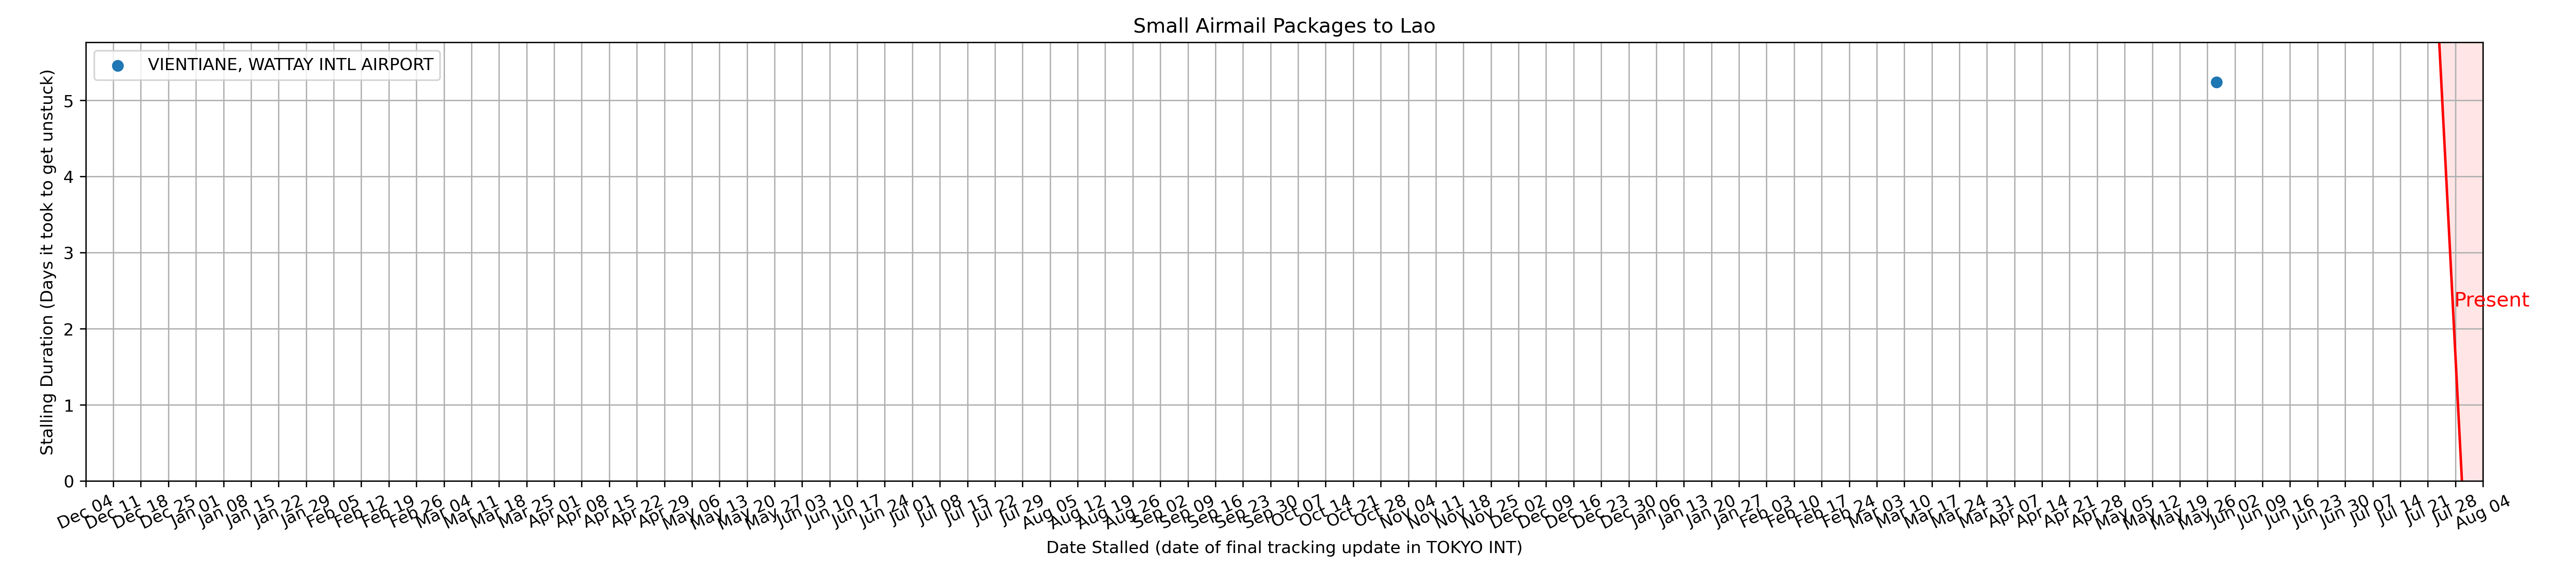 Small Airmail Packages to Lao
VIENTIANE, WATTAY INTL AIRPORT
Stalling Duration (Days it took to get unstuck)
5
4
3
2
1
0
Present
Dec 04
Dec 11
Dec 18
Dec 25
Jan 01
Jan 08
Jan 15
Jan 22
Jan 29
Feb 05
Feb 12
Feb 19
Feb 26
Mar 04
Mar 11
Mar 18
Mar 25
Apr 01
Apr 08
Apr 15
Apr 22
Apr 29
May 06
May 13
May 20
May 27
Jun 03
Jun 10
Jun 17
Jun 24
Jul 01
Jul 08
Jul 15
Jul 22
Jul 29
Aug 05
Aug 12
Aug 19
Aug 26
Sep 02
Sep 09
Sep 16
Sep 23
Sep 30
Oct 07
Oct 14
Oct 21
Oct 28
Nov 04
Nov 11
Nov 18
Nov 25
Dec 02
Dec 09
Dec 16
Dec 23
Dec 30
Jan 06
Jan 13
Jan 20
Jan 27
Feb 03
Feb 10
Feb 17
Feb 24
Mar 03
Mar 10
Mar 17
Mar 24
Mar 31
Apr 07
Apr 14
Apr 21
Apr 28
May 05
May 12
May 19
May 26
Jun 02
Jun 09
Jun 16
Jun 23
Jun 30
Jul 07
Jul 14
Jul 21
Jul 28
Aug 04
Date Stalled (date of final tracking update in TOKYO INT)